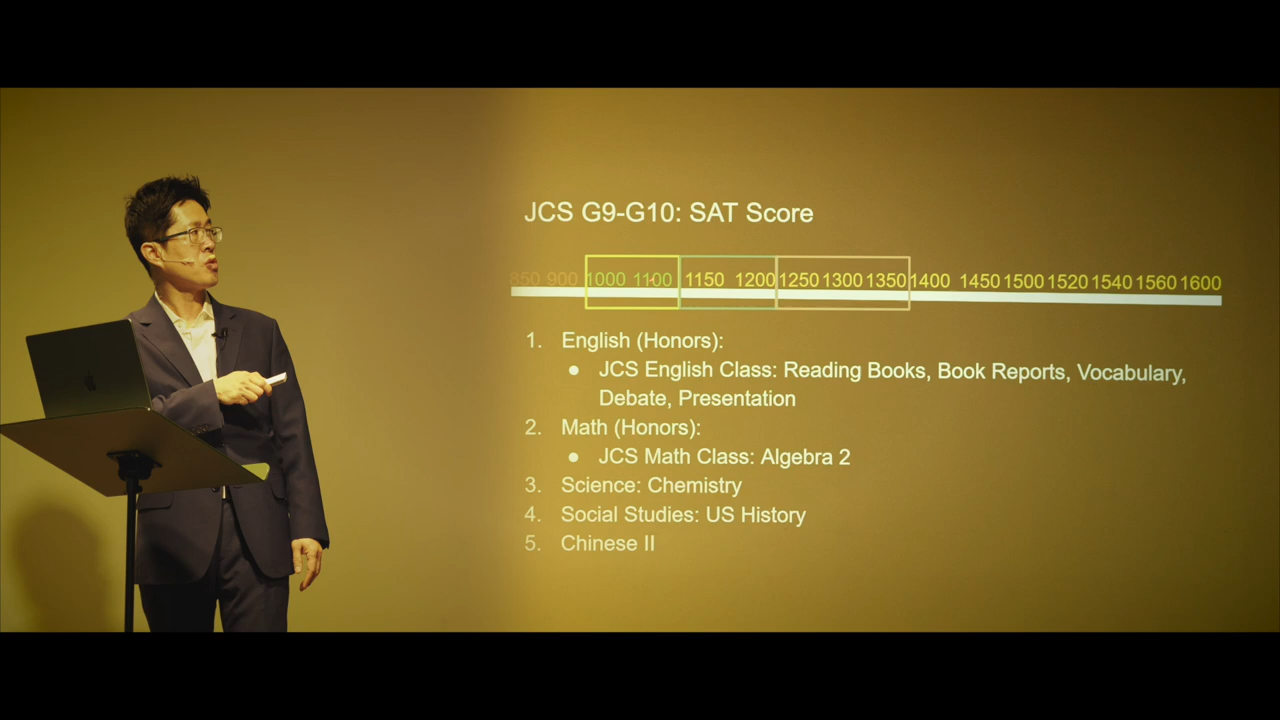 JCS G9-G10: SAT Score
850 900 1000 1100 1150 1200 1250 1300 1350 1400 1450 1500 1520 1540 1560 1600
1. English (Honors):
● JCS English Class: Reading Books, Book Reports, Vocabulary,
Debate, Presentation
2. Math (Honors):
● JCS Math Class: Algebra 2
3. Science: Chemistry
4. Social Studies: US History
5. Chinese II